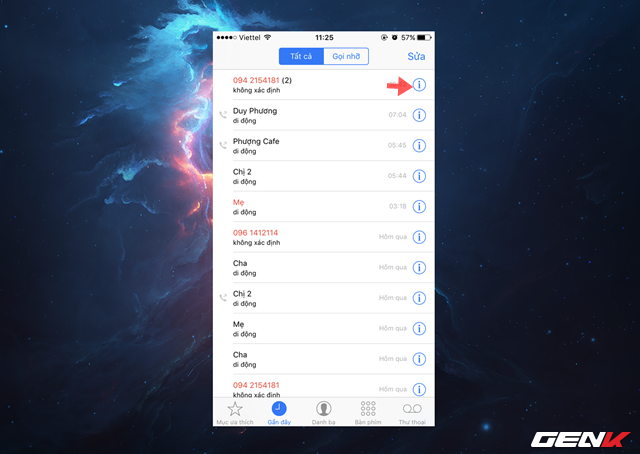 Viettel 11:25 57%
Tất cả Gọi nhỡ Sửa
094 2154181 (2)
không xác định
Duy Phương
di động
07:04
Phượng Cafe
di động
05:45
Chị 2
di động
05:44
Mẹ
di động
03:18
096 1412114
không xác định
Hôm qua
Cha
di động
Hôm qua
Chị 2
di động
Hôm qua
Mẹ
di động
Hôm qua
Cha
di động
Hôm qua
094 2154181
không xác định
Hôm qua
Mục ưa thích Gần đây Danh bạ Bàn phím Thư thoại
GENK